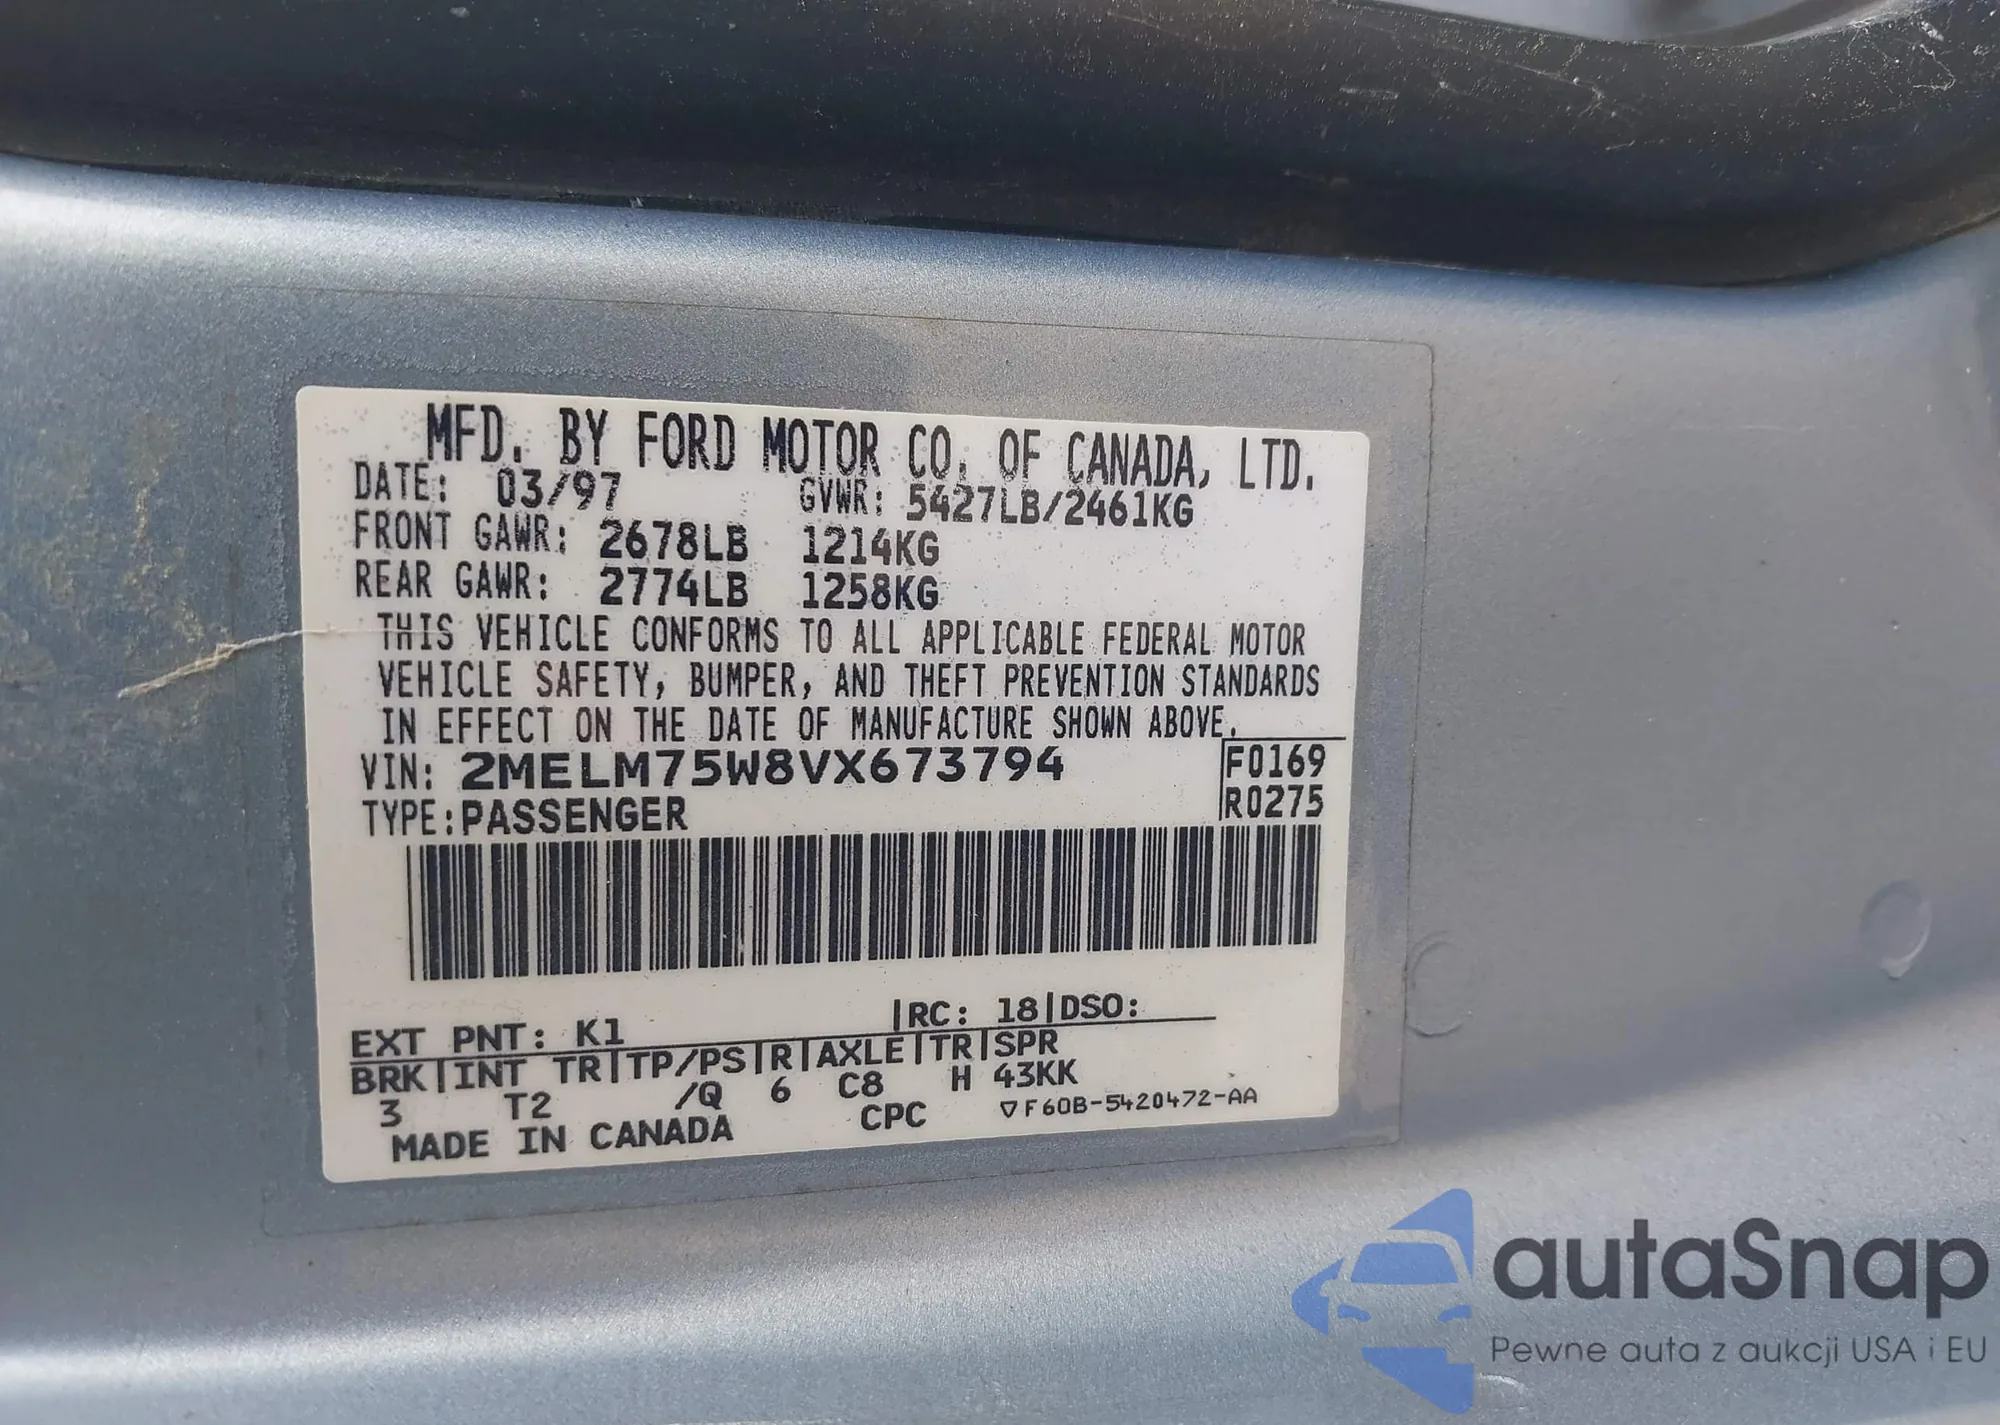 MFD. BY FORD MOTOR CO. OF CANADA, LTD.
DATE: 03/97 GVWR: 5427LB/2461KG
FRONT GAWR: 2678LB 1214KG
REAR GAWR: 2774LB 1258KG
THIS VEHICLE CONFORMS TO ALL APPLICABLE FEDERAL MOTOR
VEHICLE SAFETY, BUMPER, AND THEFT PREVENTION STANDARDS
IN EFFECT ON THE DATE OF MANUFACTURE SHOWN ABOVE.
VIN: 2MELM75W8VX673794 F0169
TYPE: PASSENGER R0275
EXT PNT: K1 |RC: 18|DSO:
BRK|INT TR|TP/PS|R|AXLE|TR|SPR
3 T2 /Q 6 C8 H 43KK
MADE IN CANADA CPC ▽F60B-5420472-AA
autaSnap
Pewne auta z aukcji USA i EU